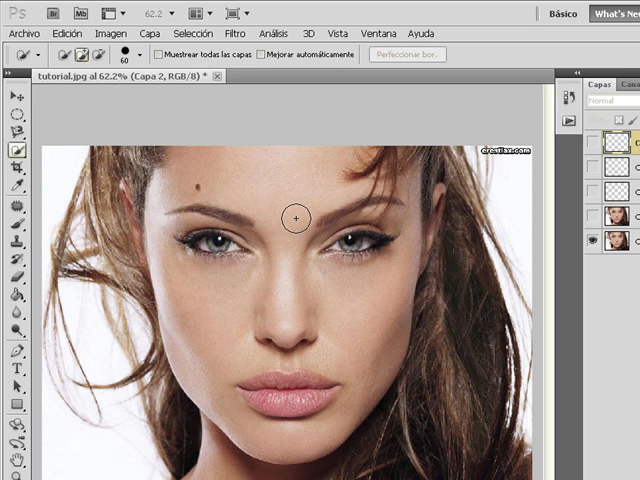 Ps Br Mb 62.2 Básico What's New
Archivo Edición Imagen Capa Selección Filtro Análisis 3D Vista Ventana Ayuda
60 Muestrear todas las capas Mejorar automáticamente Perfeccionar bor.
tutorial.jpg al 62.2% (Capa 2, RGB/8) * Capas Cana
Normal
crestiax.com
T